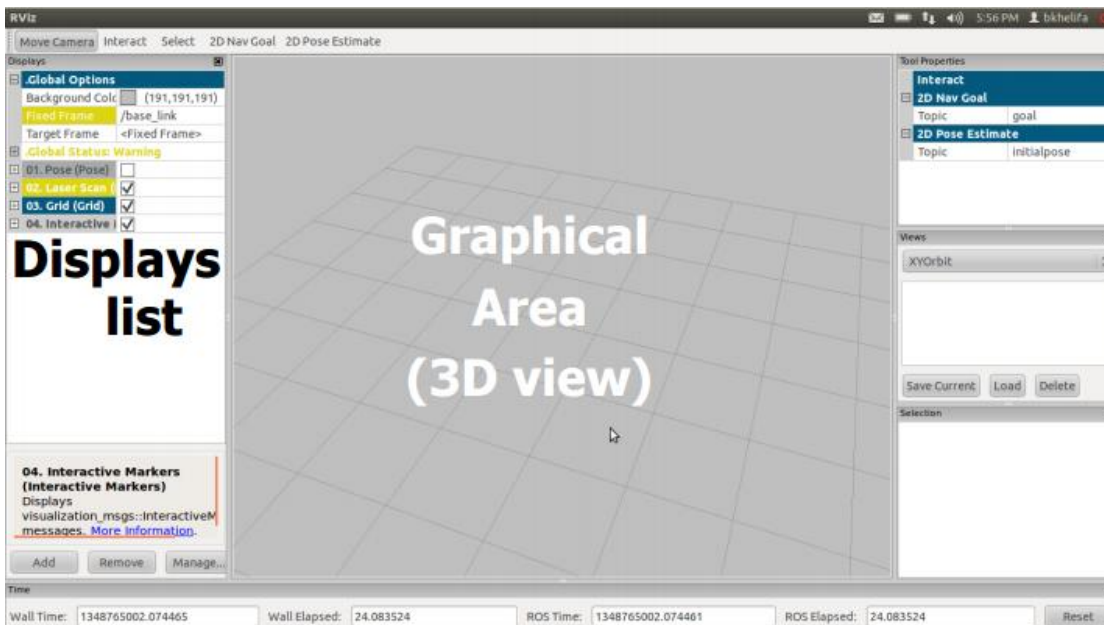 RViz
5:56 PM bkhelifa
Move Camera Interact Select 2D Nav Goal 2D Pose Estimate
Displays
.Global Options
Background Colo (191,191,191)
Fixed Frame /base_link
Target Frame <Fixed Frame>
.Global Status: Warning
01. Pose (Pose)
02. Laser Scan (
03. Grid (Grid)
04. Interactive
Displays
list
04. Interactive Markers
(Interactive Markers)
Displays
visualization_msgs::InteractiveM
messages. More Information.
Add Remove Manage...
Graphical
Area
(3D view)
Tool Properties
Interact
2D Nav Goal
Topic goal
2D Pose Estimate
Topic initialpose
Views
XYOrbit
Save Current Load Delete
Selection
Time
Wall Time: 1348765002.074465 Wall Elapsed: 24.083524 ROS Time: 1348765002.074461 ROS Elapsed: 24.083524 Reset